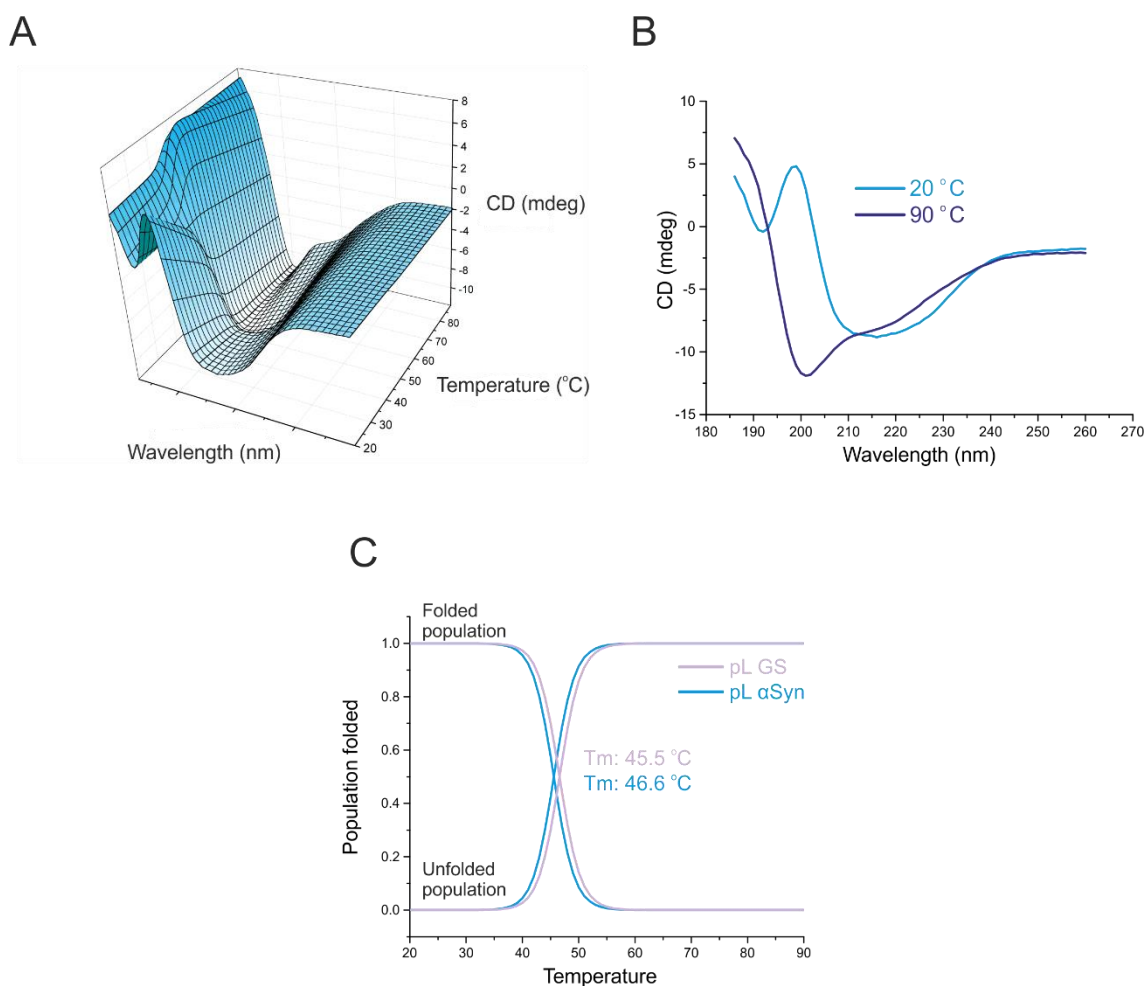 A
8
6
4
2
0
-2
-4
-6
-8
-10
CD (mdeg)
80
70
60
50
40
30
20
Temperature (°C)
Wavelength (nm)
B
10
5
0
-5
-10
-15
CD (mdeg)
20 °C
90 °C
180 190 200 210 220 230 240 250 260 270
Wavelength (nm)
C
Folded
population
1.0
0.8
0.6
0.4
0.2
0.0
Population folded
pL GS
pL αSyn
Tm: 45.5 °C
Tm: 46.6 °C
Unfolded
population
20 30 40 50 60 70 80 90
Temperature